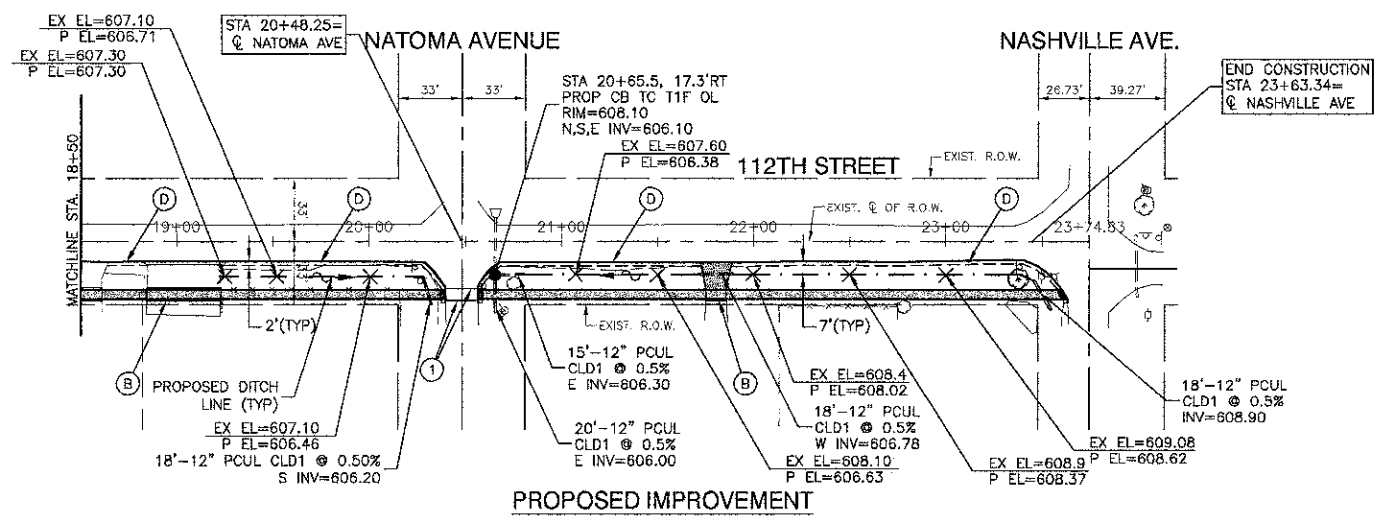 EX EL=607.10
P EL=606.71
EX EL=607.30
P EL=607.30
STA 20+48.25=
℄ NATOMA AVE
NATOMA AVENUE
NASHVILLE AVE.
33'
33'
26.73'
39.27'
STA 20+65.5, 17.3'RT
PROP CB TC T1F OL
RIM=608.10
N,S,E INV=606.10
EX EL=607.60
P EL=606.38
END CONSTRUCTION
STA 23+63.34=
℄ NASHVILLE AVE
112TH STREET
EXIST. R.O.W.
MATCHLINE STA. 18+50
D
D
33'
33'
D
EXIST. ℄ OF R.O.W.
D
19+00
20+00
21+00
22+00
23+00
23+74.83
2'(TYP)
EXIST. R.O.W.
7'(TYP)
B
1
B
PROPOSED DITCH
LINE (TYP)
15'-12" PCUL
CLD1 @ 0.5%
E INV=606.30
EX EL=608.4
P EL=608.02
18'-12" PCUL
CLD1 @ 0.5%
INV=608.90
EX EL=607.10
P EL=606.46
20'-12" PCUL
CLD1 @ 0.5%
E INV=606.00
18'-12" PCUL
CLD1 @ 0.5%
W INV=606.78
EX EL=609.08
P EL=608.62
18'-12" PCUL CLD1 @ 0.50%
S INV=606.20
EX EL=608.10
P EL=606.63
EX EL=608.9
P EL=608.37
PROPOSED IMPROVEMENT